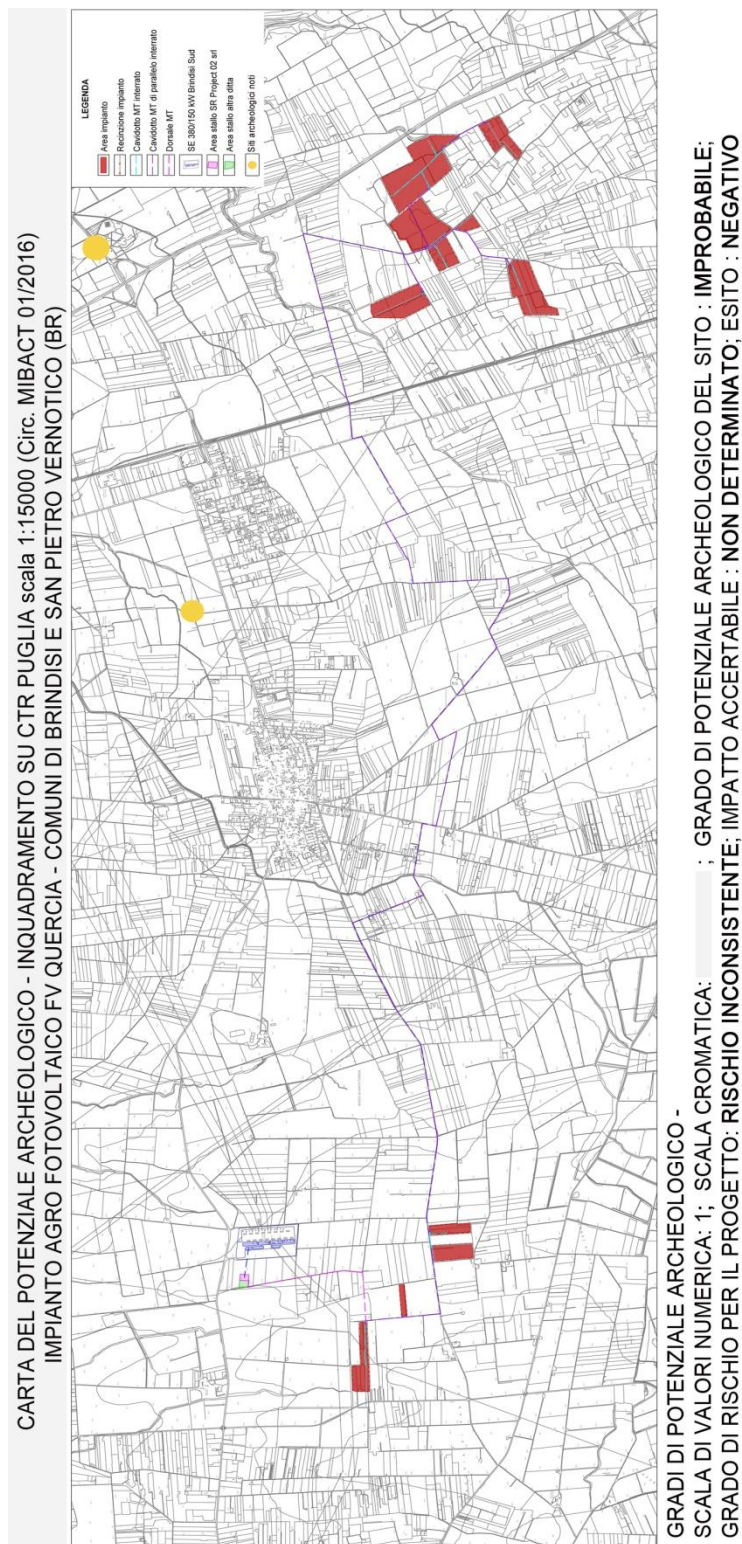 CARTA DEL POTENZIALE ARCHEOLOGICO - INQUADRAMENTO SU CTR PUGLIA scala 1:15000 (Circ. MIBACT 01/2016)
IMPIANTO AGRO FOTOVOLTAICO FV QUERCIA - COMUNI DI BRINDISI E SAN PIETRO VERNOTICO (BR)
LEGENDA
Area impianto
Recinzione impianto
Cavidotto MT interrato
Cavidotto MT di parallelo interrato
Dorsale MT
SE 380/150 kW Brindisi Sud
Area stallo SR Project 02 srl
Area stallo altra ditta
Siti archeologici noti
GRADI DI POTENZIALE ARCHEOLOGICO -
SCALA DI VALORI NUMERICA: 1; SCALA CROMATICA: ; GRADO DI POTENZIALE ARCHEOLOGICO DEL SITO : IMPROBABILE;
GRADO DI RISCHIO PER IL PROGETTO: RISCHIO INCONSISTENTE; IMPATTO ACCERTABILE : NON DETERMINATO; ESITO : NEGATIVO